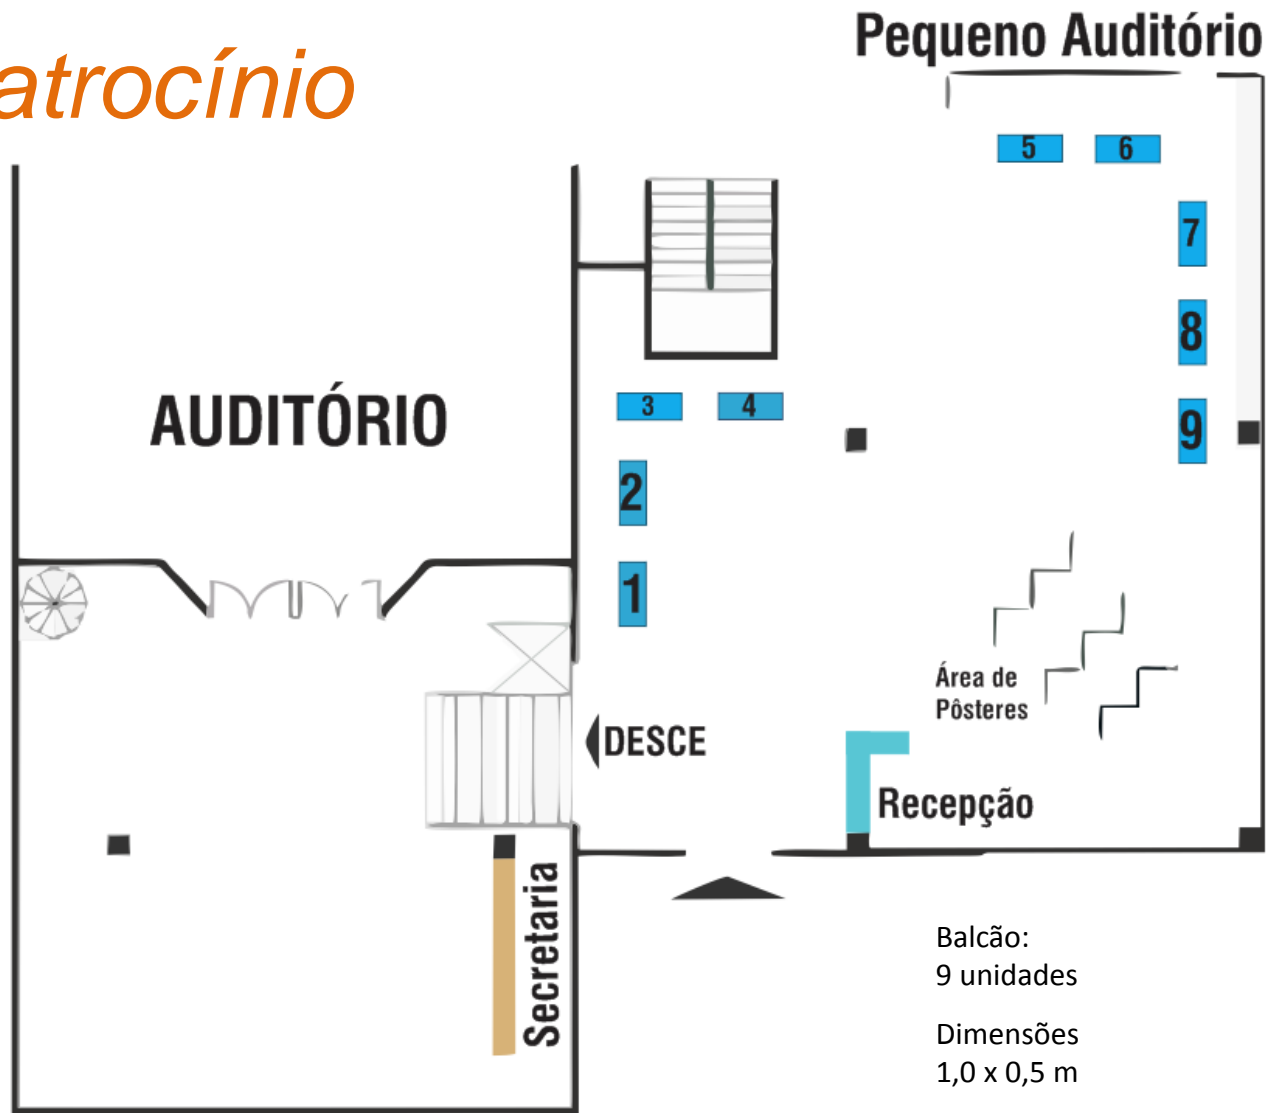 atrocínio
Pequeno Auditório
5
6
7
8
9
3
4
2
1
AUDITÓRIO
DESCE
Área de
Pôsteres
Recepção
Secretaria
Balcão:
9 unidades
Dimensões
1,0 x 0,5 m